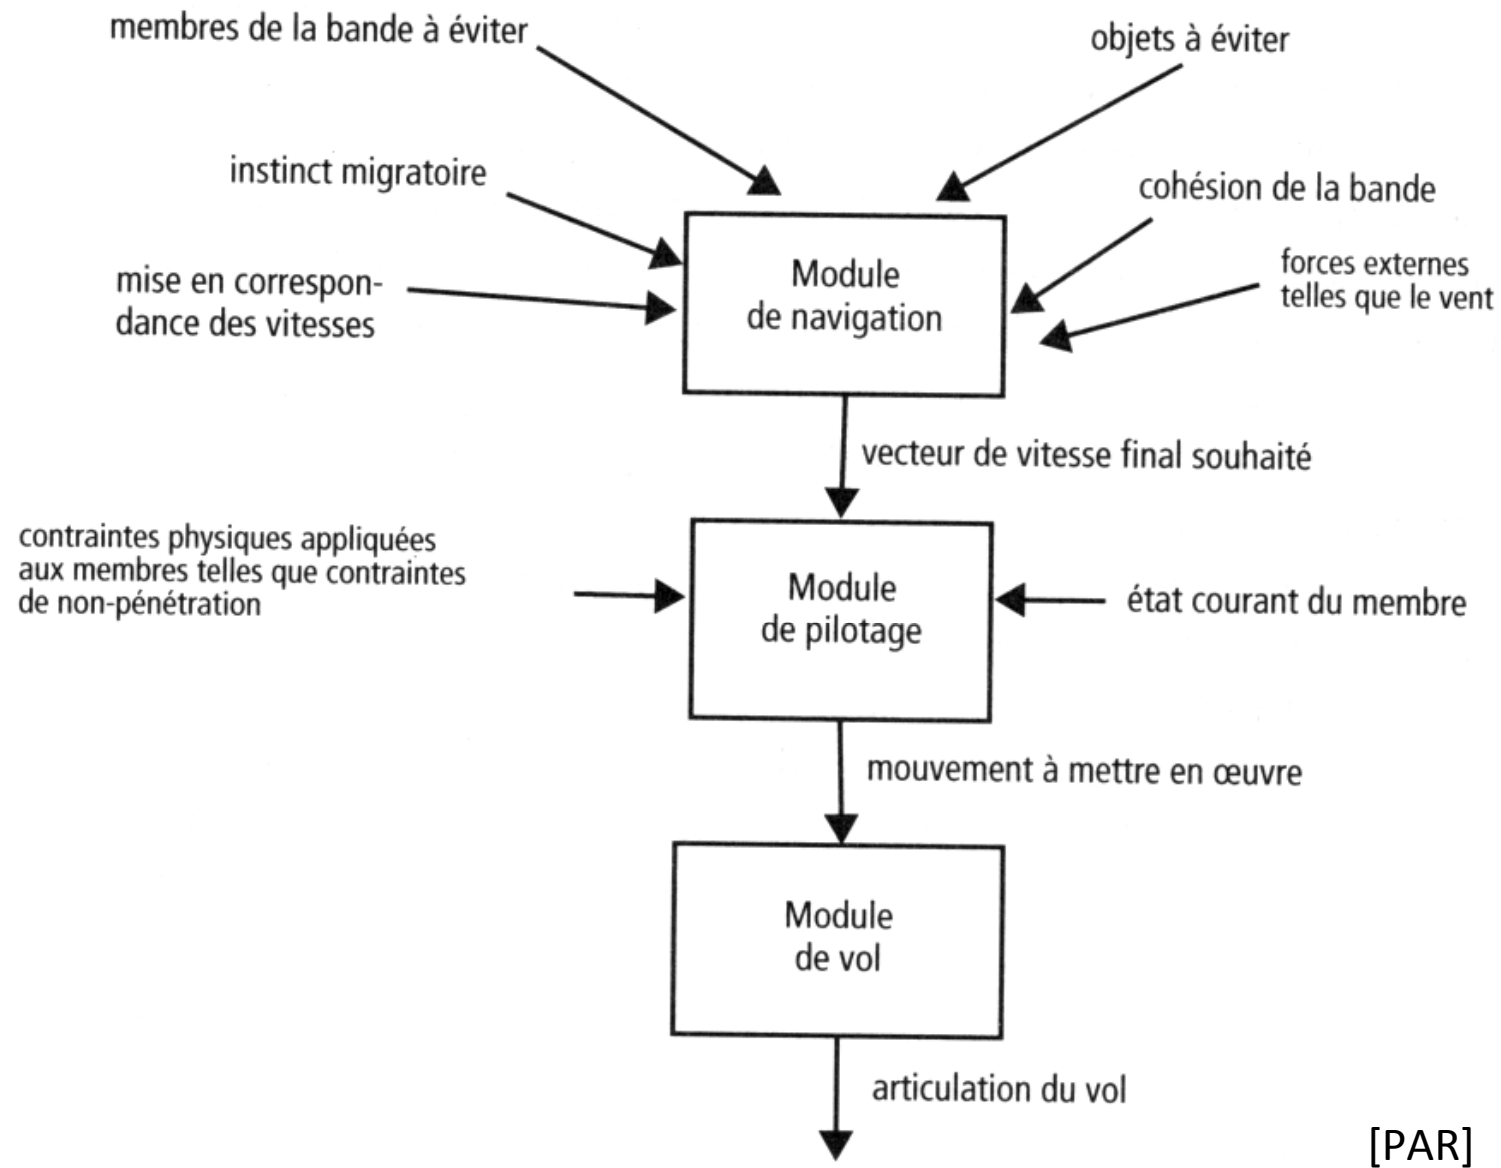 membres de la bande à éviter
objets à éviter
instinct migratoire
cohésion de la bande
mise en correspon-
dance des vitesses
Module
de navigation
forces externes
telles que le vent
vecteur de vitesse final souhaité
contraintes physiques appliquées
aux membres telles que contraintes
de non-pénétration
Module
de pilotage
état courant du membre
mouvement à mettre en œuvre
Module
de vol
articulation du vol
[PAR]